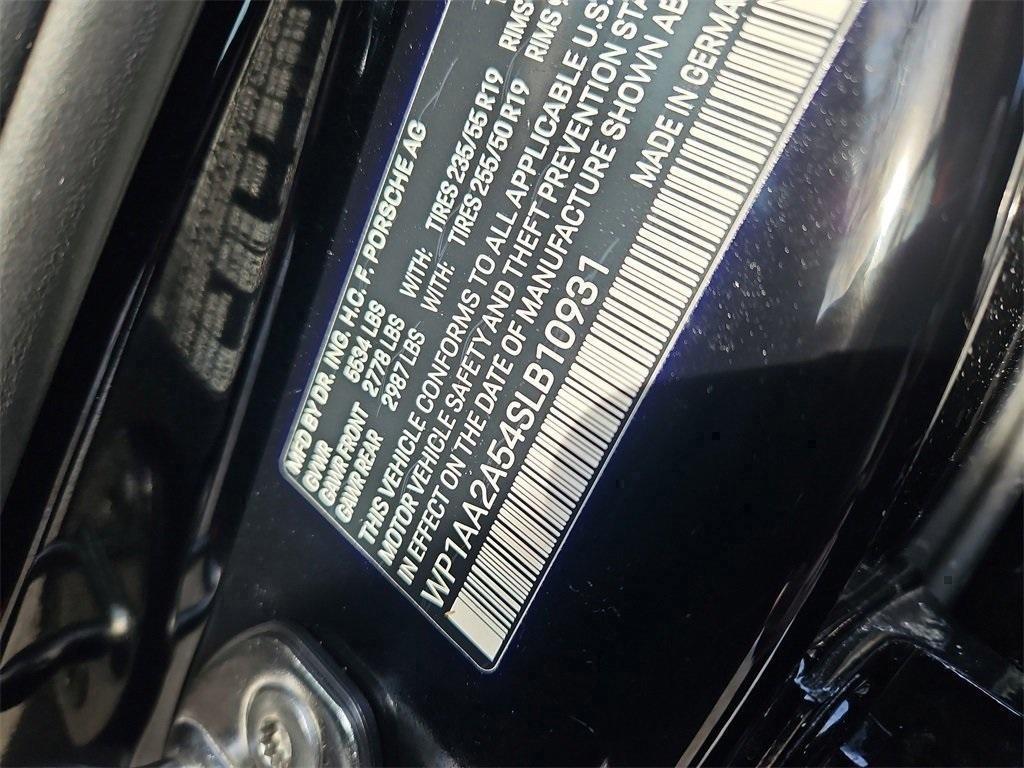 MFD BY DR. ING. H.C. F. PORSCHE AG
GVWR 5534 LBS
GAWR FRONT 2778 LBS WITH: TIRES 235/55 R19 RIMS
GAWR REAR 2987 LBS WITH: TIRES 255/50 R19 RIMS 9
THIS VEHICLE CONFORMS TO ALL APPLICABLE U.S.
MOTOR VEHICLE SAFETY AND THEFT PREVENTION STA
IN EFFECT ON THE DATE OF MANUFACTURE SHOWN AB
WP1AA2A54SLB10931 MADE IN GERMA